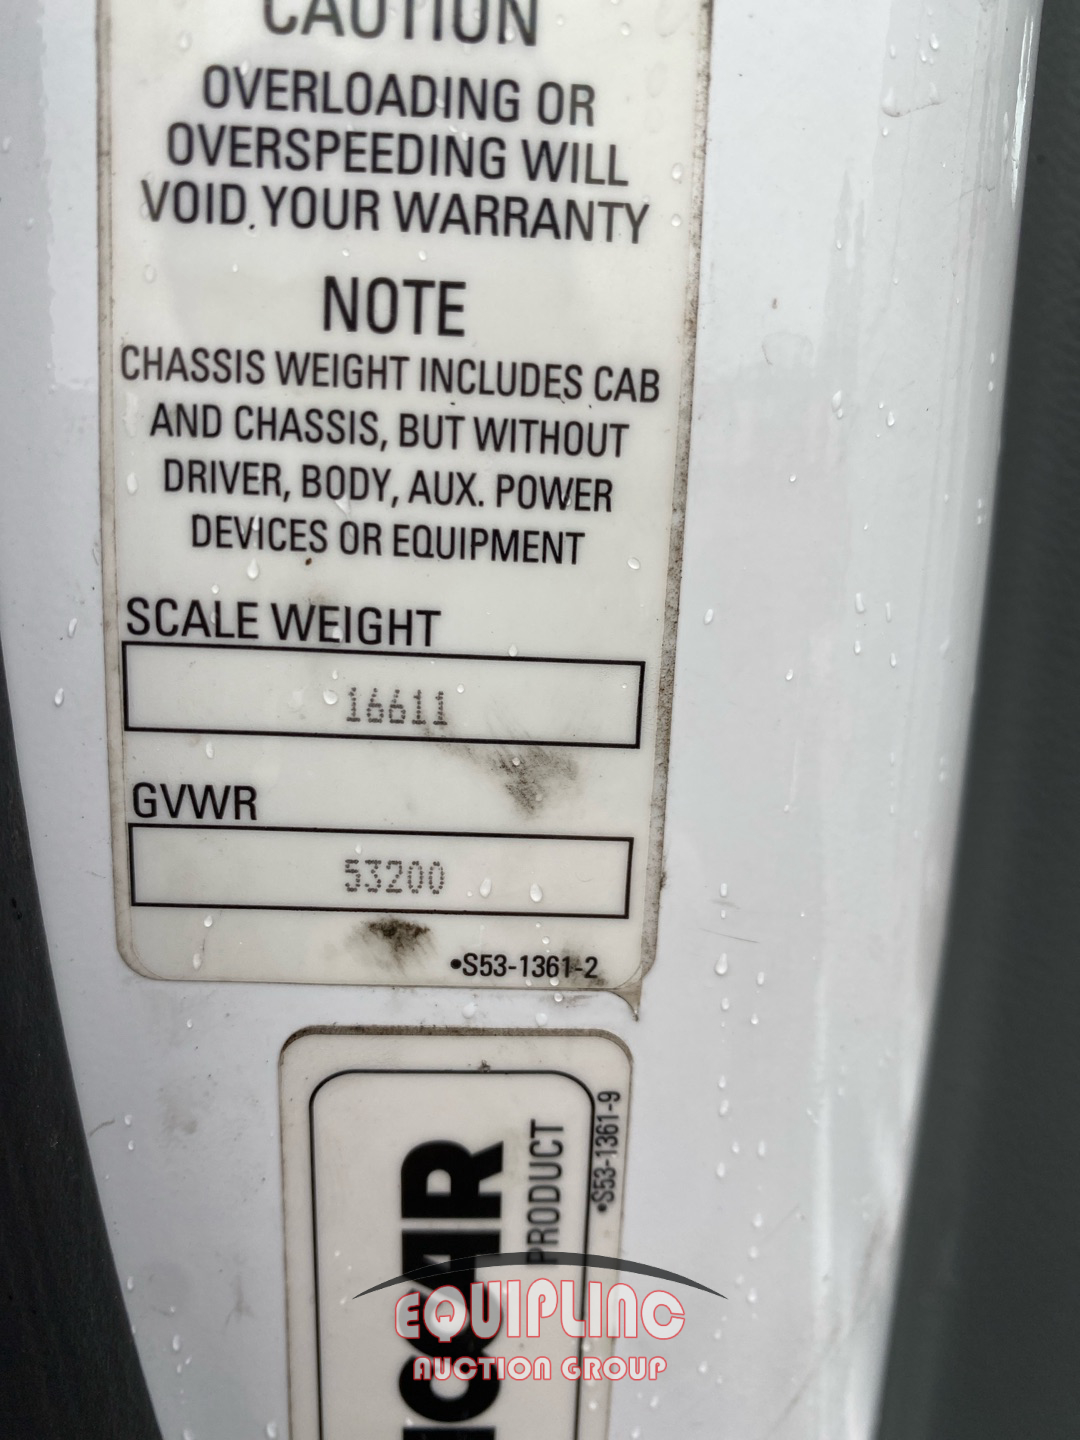 CAUTION
OVERLOADING OR
OVERSPEEDING WILL
VOID YOUR WARRANTY
NOTE
CHASSIS WEIGHT INCLUDES CAB
AND CHASSIS, BUT WITHOUT
DRIVER, BODY, AUX. POWER
DEVICES OR EQUIPMENT
SCALE WEIGHT
16611
GVWR
53200
•S53-1361-2
PRODUCT
•S53-1361-9
EQUIPLINC
AUCTION GROUP